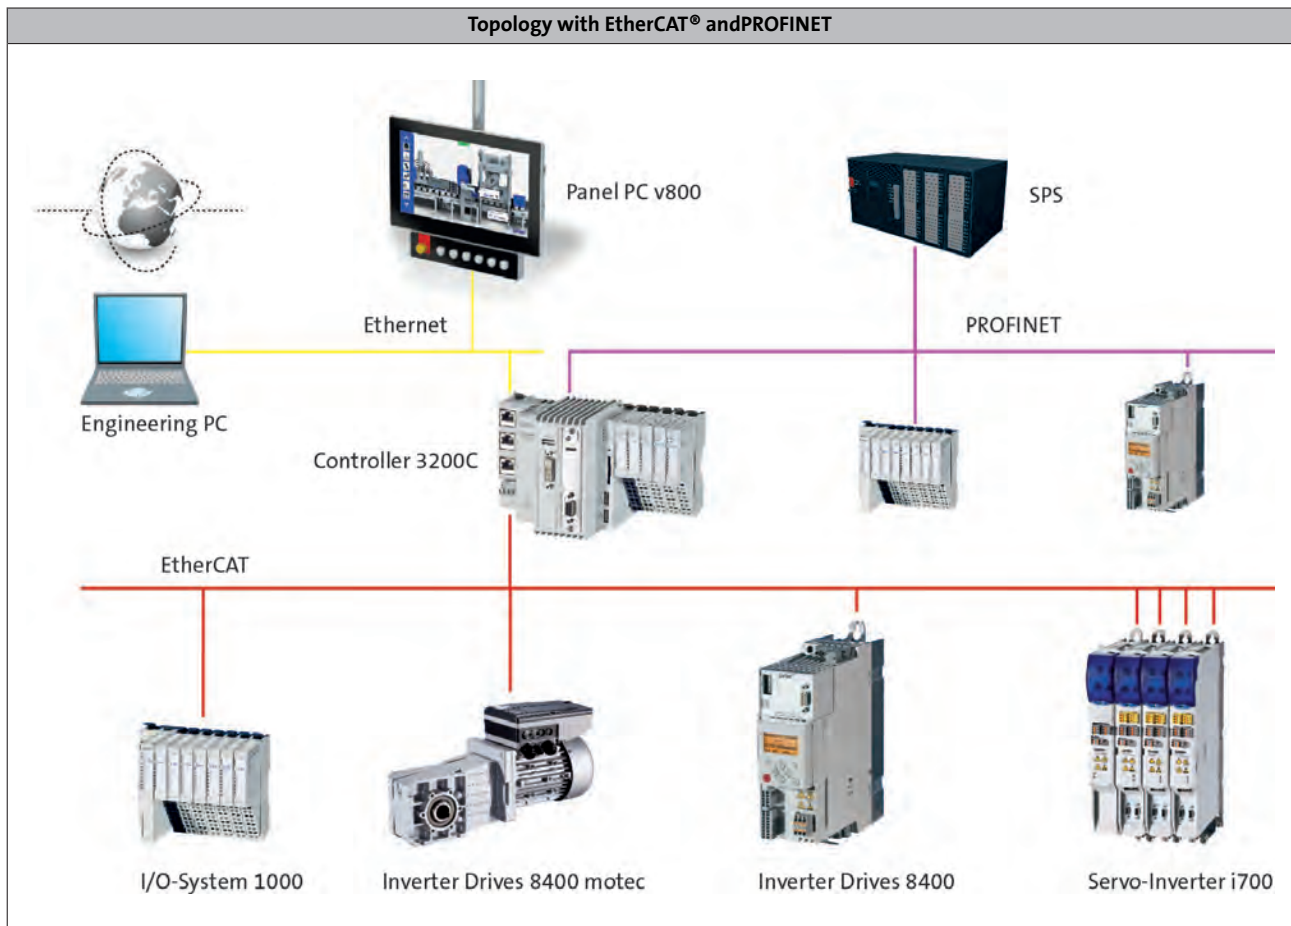 Topology with EtherCAT® andPROFINET
Panel PC v800
SPS
Ethernet
PROFINET
Engineering PC
Controller 3200C
EtherCAT
I/O-System 1000
Inverter Drives 8400 motec
Inverter Drives 8400
Servo-Inverter i700